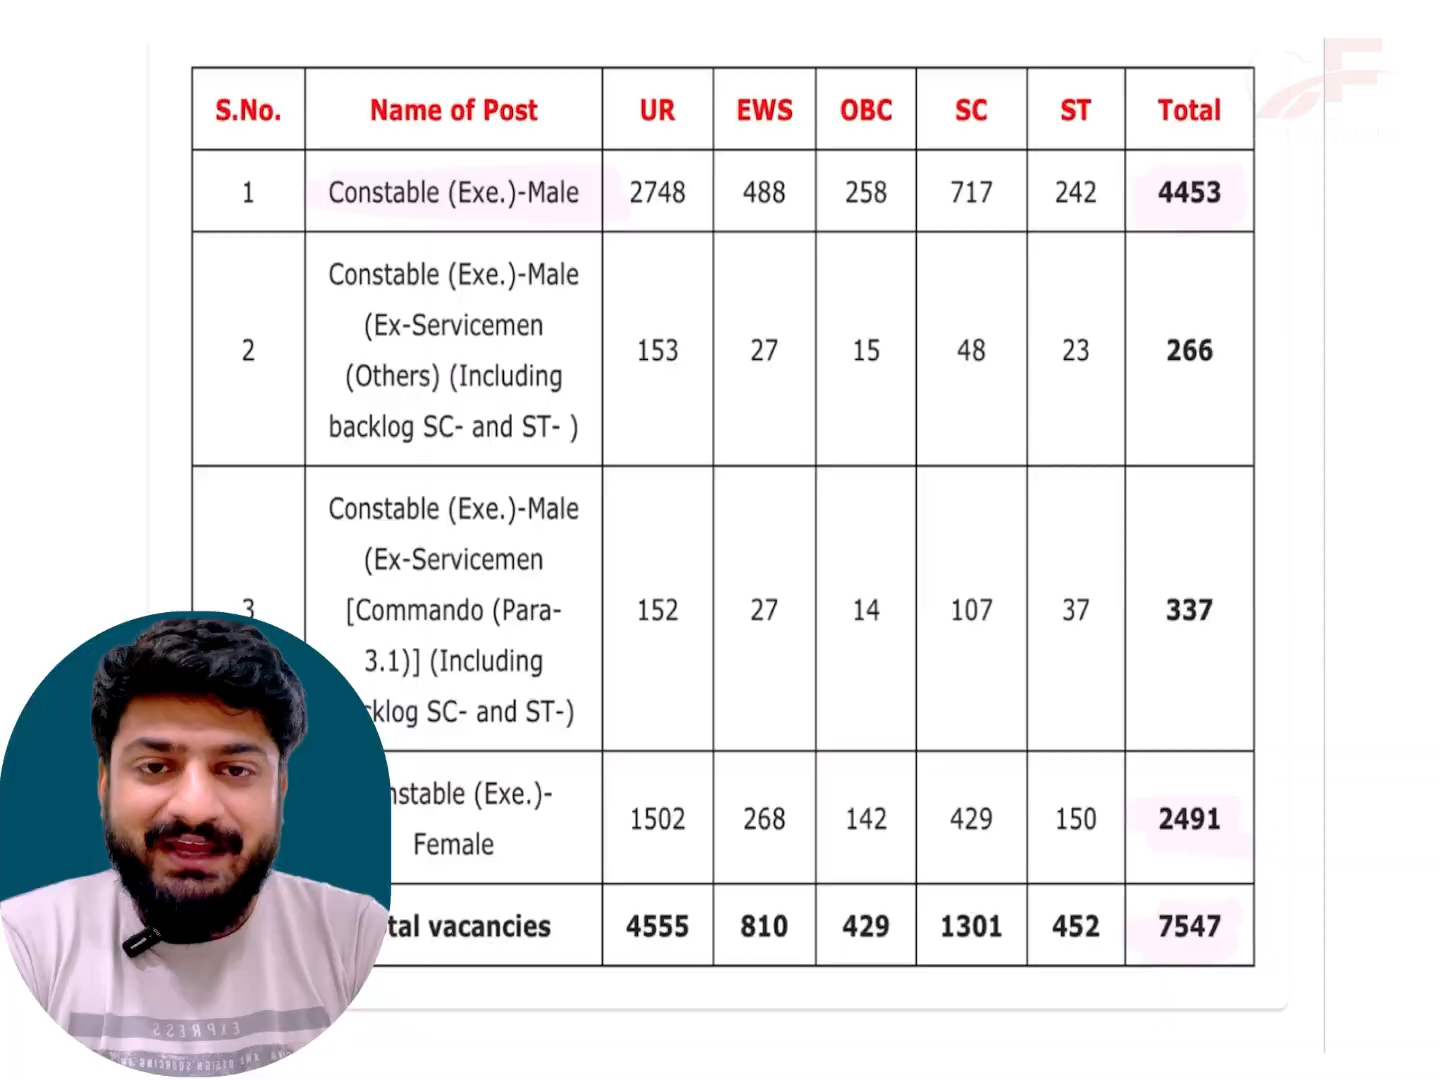 S.No. Name of Post UR EWS OBC SC ST Total
1 Constable (Exe.)-Male 2748 488 258 717 242 4453
Constable (Exe.)-Male
(Ex-Servicemen
2 153 27 15 48 23 266
(Others) (Including
backlog SC- and ST- )
Constable (Exe.)-Male
(Ex-Servicemen
3 [Commando (Para- 152 27 14 107 37 337
3.1)] (Including
klog SC- and ST-)
nstable (Exe.)-
1502 268 142 429 150 2491
Female
tal vacancies 4555 810 429 1301 452 7547
EXPRESS